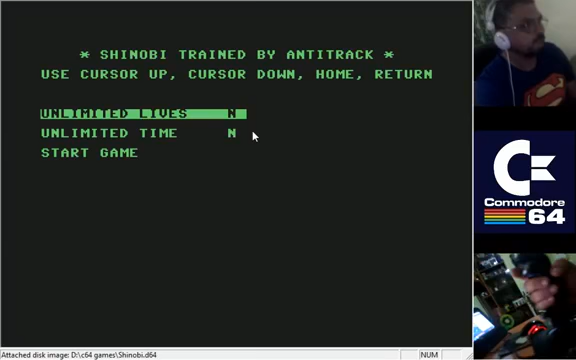 * SHINOBI TRAINED BY ANTITRACK *
USE CURSOR UP, CURSOR DOWN, HOME, RETURN
UNLIMITED LIVES N
UNLIMITED TIME N
START GAME
Commodore
64
Attached disk image: D:\c64 games\Shinobi.d64
NUM